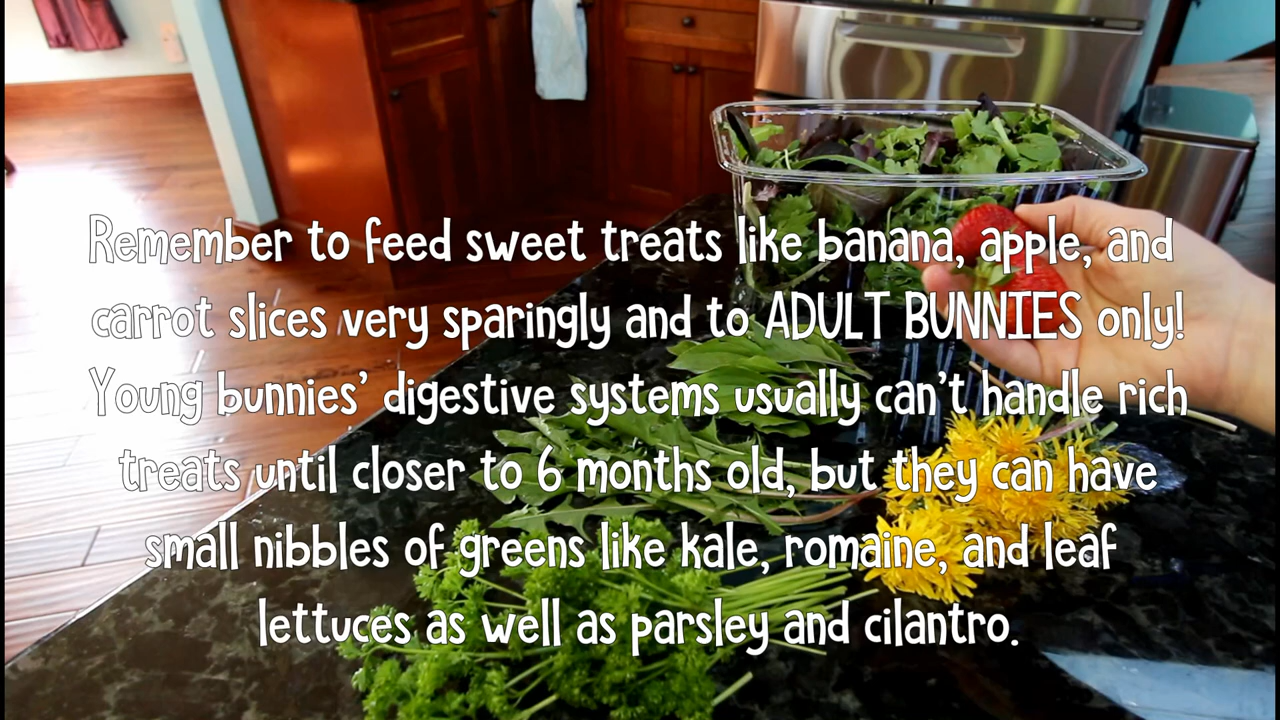 Remember to feed sweet treats like banana, apple, and
carrot slices very sparingly and to ADULT BUNNIES only!
Young bunnies’ digestive systems usually can’t handle rich
treats until closer to 6 months old, but they can have
small nibbles of greens like kale, romaine, and leaf
lettuces as well as parsley and cilantro.